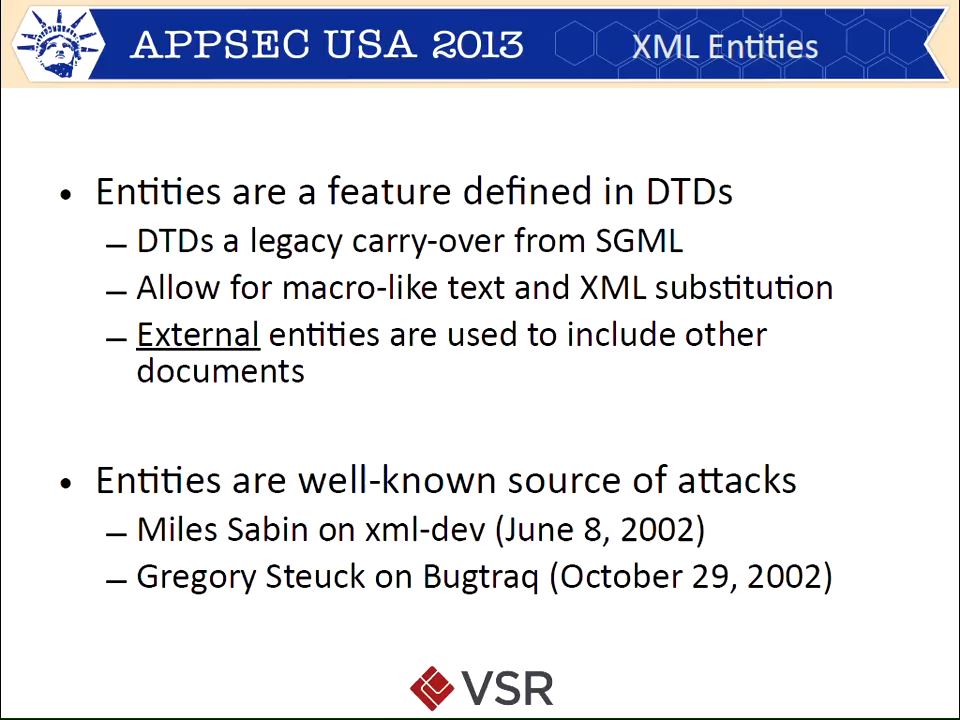 APPSEC USA 2013
XML Entities
• Entities are a feature defined in DTDs
– DTDs a legacy carry-over from SGML
– Allow for macro-like text and XML substitution
– External entities are used to include other
documents
• Entities are well-known source of attacks
– Miles Sabin on xml-dev (June 8, 2002)
– Gregory Steuck on Bugtraq (October 29, 2002)
VSR